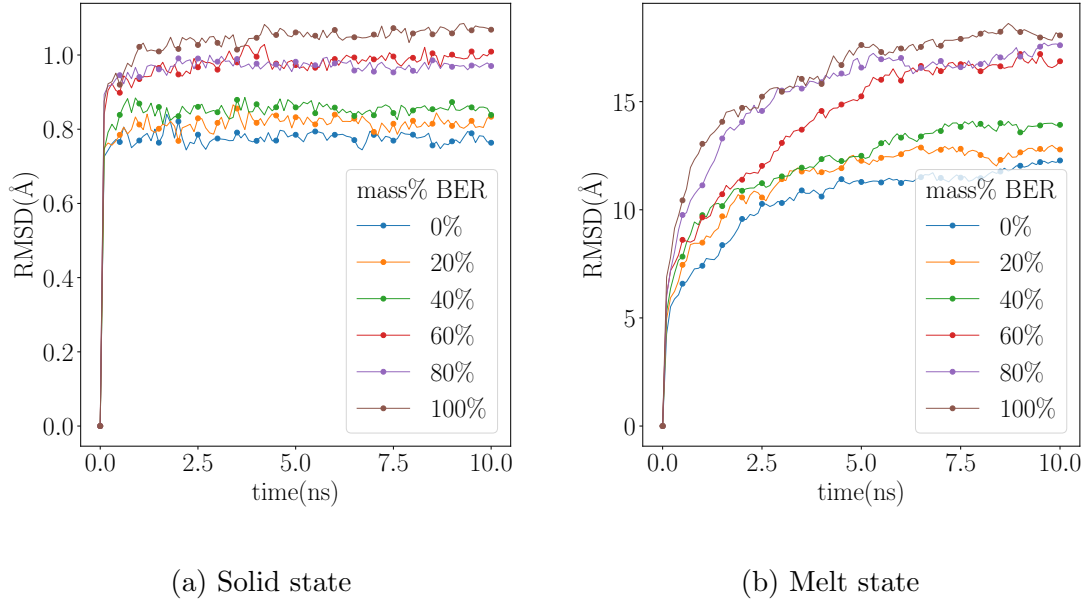 1.0
0.8
0.6
0.4
0.2
0.0
RMSD(Å)
mass% BER
0%
20%
40%
60%
80%
100%
0.0 2.5 5.0 7.5 10.0
time(ns)
(a) Solid state
15
10
5
0
RMSD(Å)
mass% BER
0%
20%
40%
60%
80%
100%
0.0 2.5 5.0 7.5 10.0
time(ns)
(b) Melt state